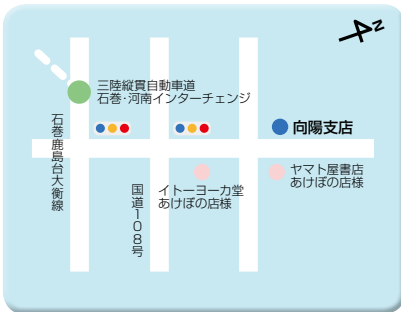 N
三陸縦貫自動車道
石巻・河南インターチェンジ
石巻鹿島台大衡線
向陽支店
ヤマト屋書店
あけぼの店様
イトーヨーカ堂
あけぼの店様
国道108号